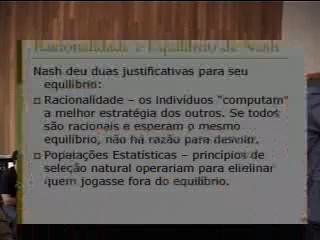 Racionalidade e Equilíbrio de Nash
Nash deu duas justificativas para seu
equilíbrio:
Racionalidade – os indivíduos "computam"
a melhor estratégia dos outros. Se todos
são racionais e esperam o mesmo
equilíbrio, não há razão para desviar.
Populações Estatísticas – princípios de
seleção natural operariam para elielinar
quem jogasse fora do equilíbrio.